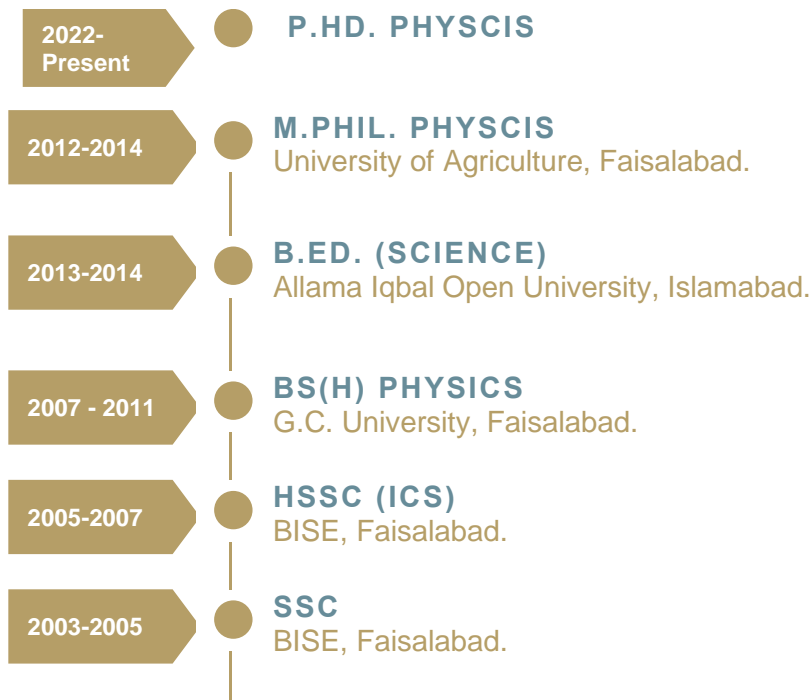 2022-
Present
P.HD. PHYSCIS
2012-2014
M.PHIL. PHYSCIS
University of Agriculture, Faisalabad.
2013-2014
B.ED. (SCIENCE)
Allama Iqbal Open University, Islamabad.
2007 - 2011
BS(H) PHYSICS
G.C. University, Faisalabad.
2005-2007
HSSC (ICS)
BISE, Faisalabad.
2003-2005
SSC
BISE, Faisalabad.